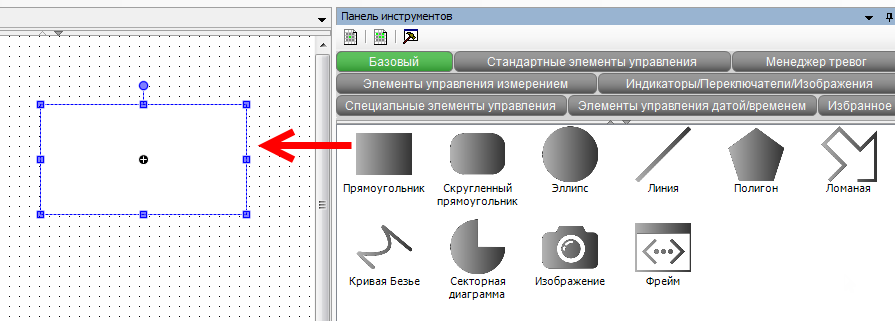 Панель инструментов
Базовый
Стандартные элементы управления
Менеджер тревог
Элементы управления измерением
Индикаторы/Переключатели/Изображения
Специальные элементы управления
Элементы управления датой/временем
Избранное
Прямоугольник
Скругленный
прямоугольник
Эллипс
Линия
Полигон
Ломаная
Кривая Безье
Секторная
диаграмма
Изображение
Фрейм